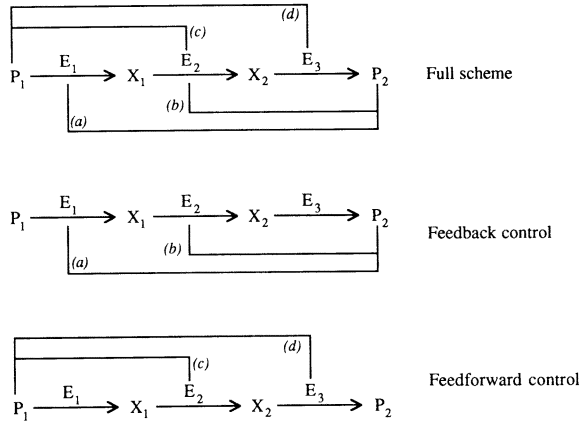 (d)
(c)
P1 E1 X1 E2 X2 E3 P2 Full scheme
(b)
(a)
P1 E1 X1 E2 X2 E3 P2
Feedback control
(b)
(a)
(d)
(c)
Feedforward control
P1 E1 X1 E2 X2 E3 P2